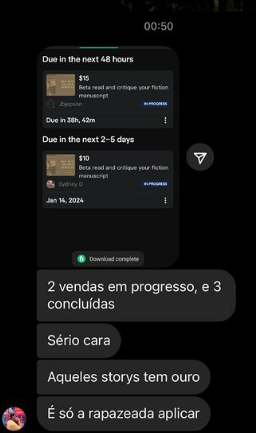 00:50
Due in the next 48 hours
$15
Beta read and critique your fiction
manuscript
Jbjepson
IN PROGRESS
Due in 38h, 42m
Due in the next 2–5 days
$10
Beta read and critique your fiction
manuscript
Sydney G
IN PROGRESS
Jan 14, 2024
Download complete
2 vendas em progresso, e 3
concluídas
Sério cara
Aqueles storys tem ouro
É só a rapazeada aplicar